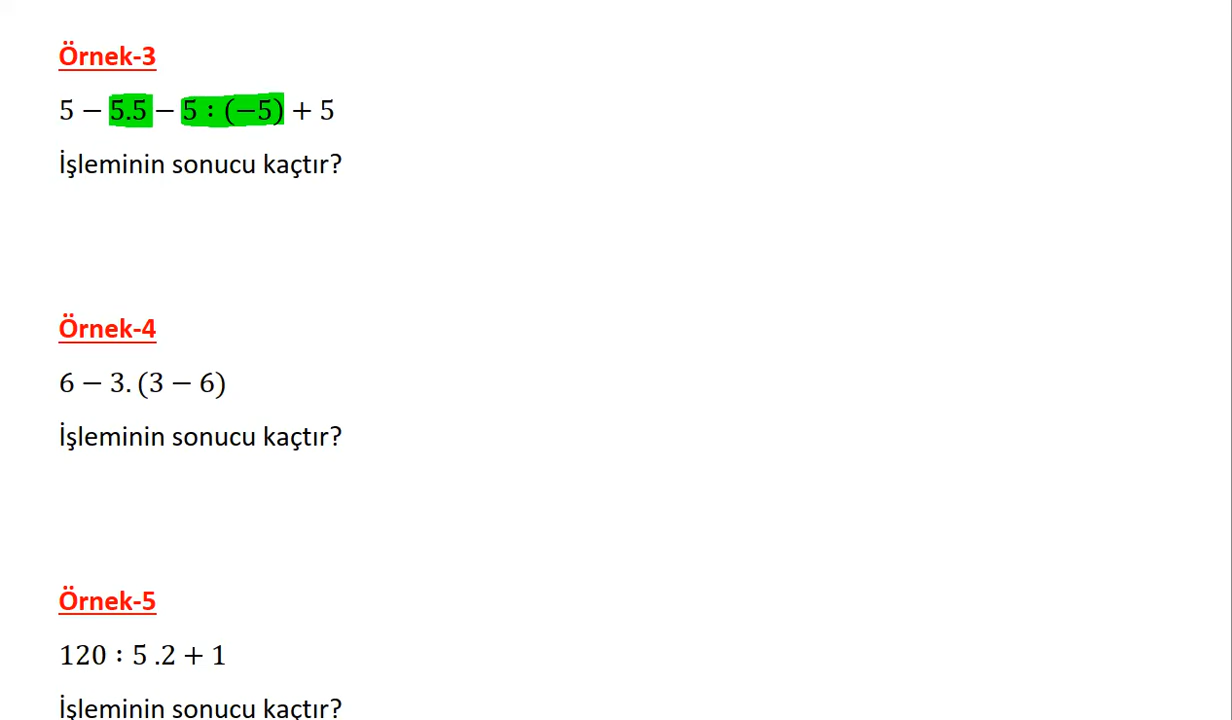 Örnek-3
5 − 5.5 − 5 : (−5) + 5
İşleminin sonucu kaçtır?
Örnek-4
6 − 3. (3 − 6)
İşleminin sonucu kaçtır?
Örnek-5
120 : 5 .2 + 1
İşleminin sonucu kaçtır?